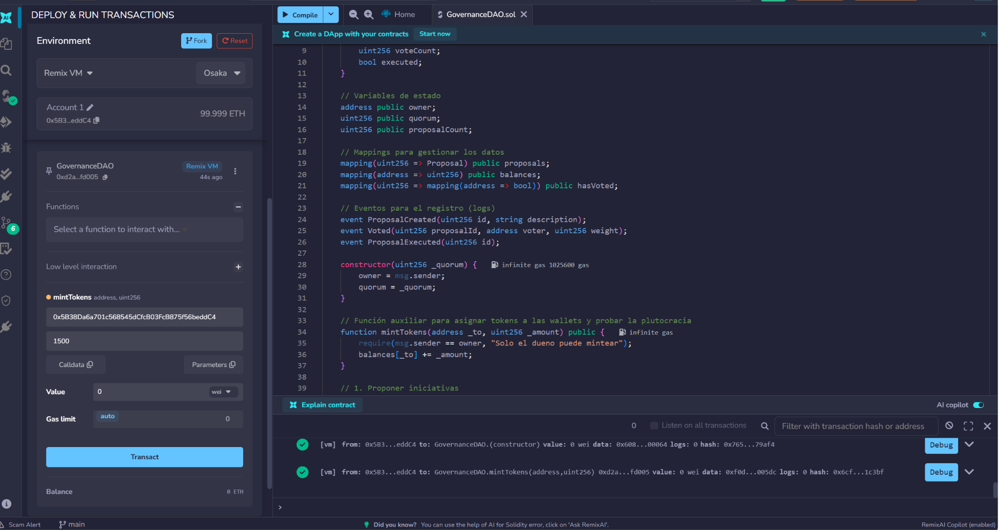 DEPLOY & RUN TRANSACTIONS
Environment
Fork
Reset
Remix VM
Osaka
Account 1
0x5B3...eddC4
99.999 ETH
GovernanceDAO
0xd2a...fd005
Remix VM
44s ago
Functions
Select a function to interact with...
Low level interaction
mintTokens address, uint256
0x5B38Da6a701c568545dCfcB03FcB875f56beddC4
1500
Calldata
Parameters
Value
0
wei
Gas limit
auto
0
Transact
Balance
0 ETH
AI
6
Compile
Home
GovernanceDAO.sol
Create a DApp with your contracts
Start now
9 uint256 voteCount;
10 bool executed;
11 }
12
13 // Variables de estado
14 address public owner;
15 uint256 public quorum;
16 uint256 public proposalCount;
17
18 // Mappings para gestionar los datos
19 mapping(uint256 => Proposal) public proposals;
20 mapping(address => uint256) public balances;
21 mapping(uint256 => mapping(address => bool)) public hasVoted;
22
23 // Eventos para el registro (logs)
24 event ProposalCreated(uint256 id, string description);
25 event Voted(uint256 proposalId, address voter, uint256 weight);
26 event ProposalExecuted(uint256 id);
27
28 constructor(uint256 _quorum) { infinite gas 1025600 gas
29 owner = msg.sender;
30 quorum = _quorum;
31 }
32
33 // Función auxiliar para asignar tokens a las wallets y probar la plutocracia
34 function mintTokens(address _to, uint256 _amount) public { infinite gas
35 require(msg.sender == owner, "Solo el dueno puede mintear");
36 balances[_to] += _amount;
37 }
38
39 // 1. Proponer iniciativas
Explain contract
AI copilot
0
Listen on all transactions
Filter with transaction hash or address
[vm] from: 0x5B3...eddC4 to: GovernanceDAO.(constructor) value: 0 wei data: 0x608...00064 logs: 0 hash: 0x765...79af4
Debug
[vm] from: 0x5B3...eddC4 to: GovernanceDAO.mintTokens(address,uint256) 0xd2a...fd005 value: 0 wei data: 0xf0d...005dc logs: 0 hash: 0x6cf...1c3bf
Debug
>
Scam Alert
main
Did you know? You can use the help of AI for Solidity error, click on 'Ask RemixAI'.
RemixAI Copilot (enabled)